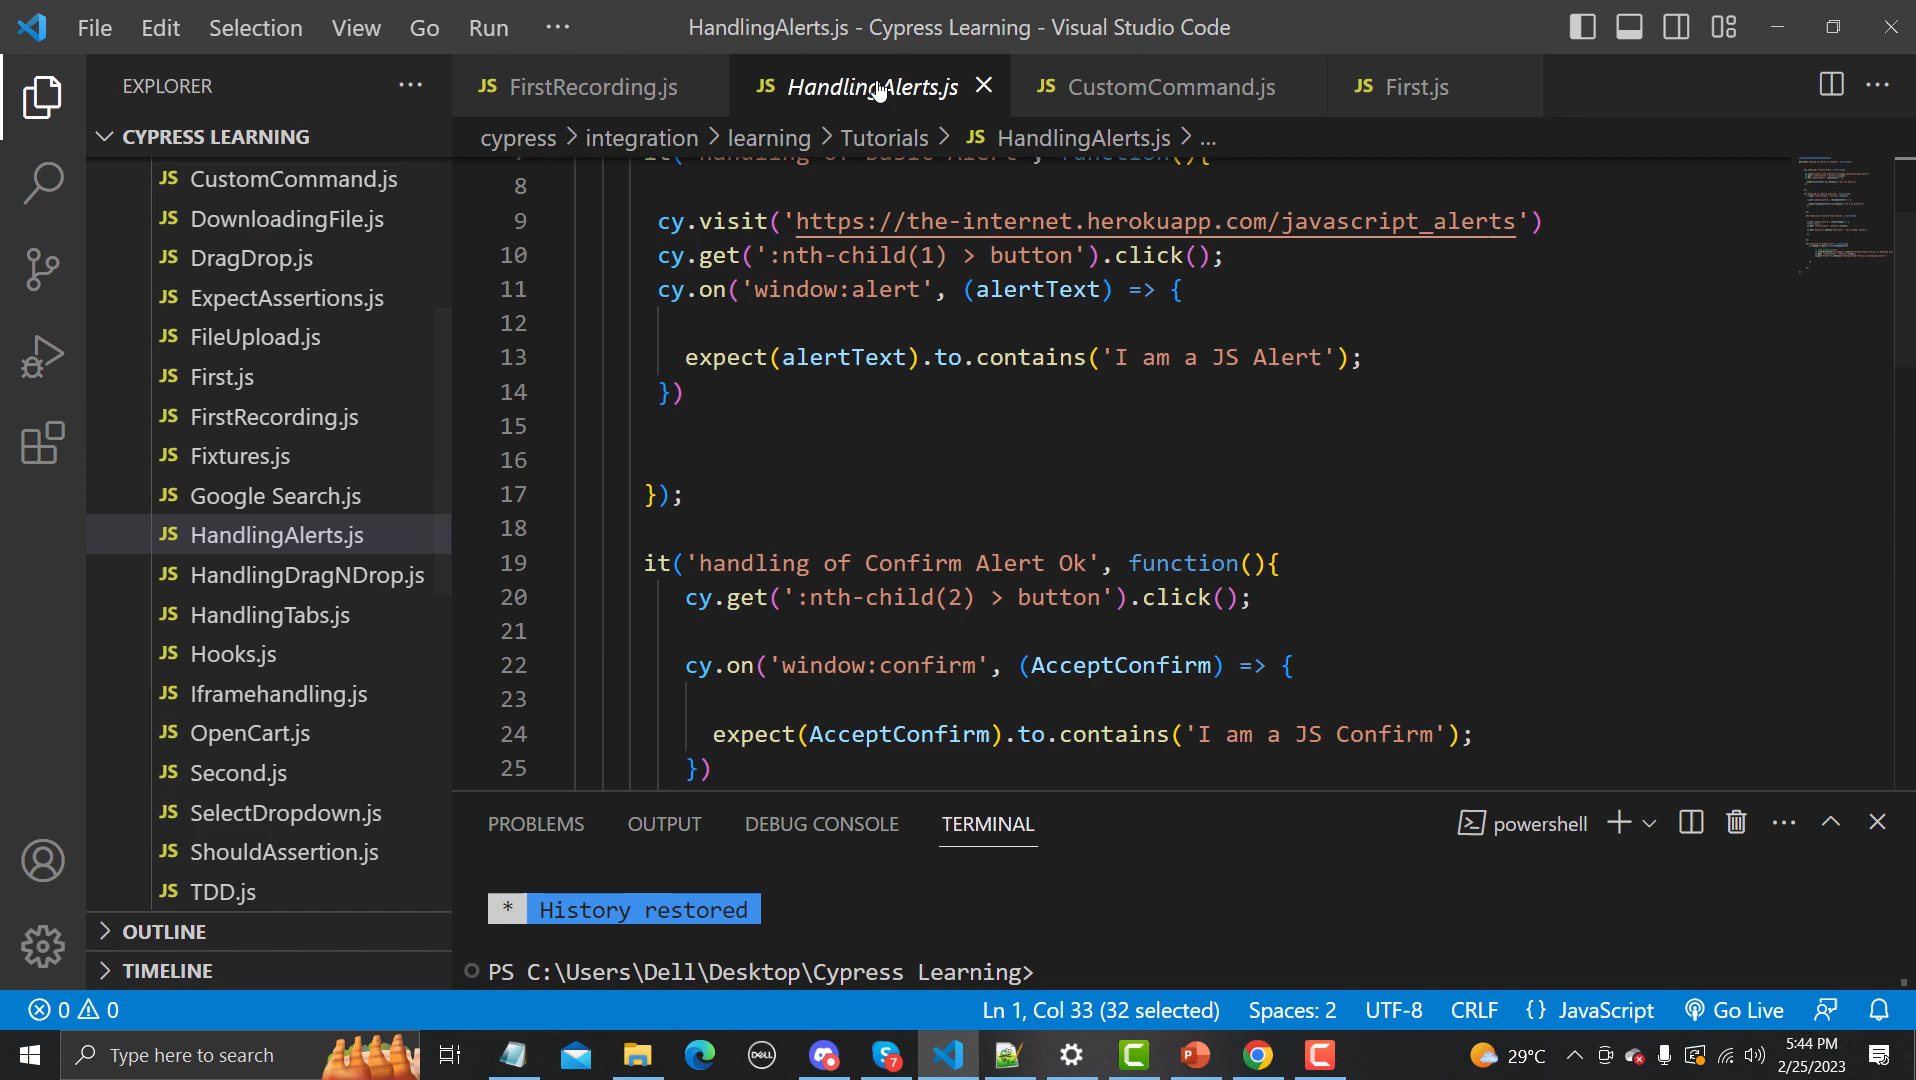 File Edit Selection View Go Run ··· HandlingAlerts.js - Cypress Learning - Visual Studio Code
EXPLORER ···
JS FirstRecording.js JS HandlingAlerts.js JS CustomCommand.js JS First.js ···
CYPRESS LEARNING
cypress > integration > learning > Tutorials > JS HandlingAlerts.js > ...
JS CustomCommand.js
JS DownloadingFile.js
JS DragDrop.js
JS ExpectAssertions.js
JS FileUpload.js
JS First.js
JS FirstRecording.js
JS Fixtures.js
JS Google Search.js
JS HandlingAlerts.js
JS HandlingDragNDrop.js
JS HandlingTabs.js
JS Hooks.js
JS Iframehandling.js
JS OpenCart.js
JS Second.js
JS SelectDropdown.js
JS ShouldAssertion.js
JS TDD.js
OUTLINE
TIMELINE
7 it('handling of Basic Alert', function(){
8
9 cy.visit('https://the-internet.herokuapp.com/javascript_alerts')
10 cy.get(':nth-child(1) > button').click();
11 cy.on('window:alert', (alertText) => {
12
13 expect(alertText).to.contains('I am a JS Alert');
14 })
15
16
17 });
18
19 it('handling of Confirm Alert Ok', function(){
20 cy.get(':nth-child(2) > button').click();
21
22 cy.on('window:confirm', (AcceptConfirm) => {
23
24 expect(AcceptConfirm).to.contains('I am a JS Confirm');
25 })
PROBLEMS OUTPUT DEBUG CONSOLE TERMINAL powershell ···
* History restored
PS C:\Users\Dell\Desktop\Cypress Learning>
0 0 Ln 1, Col 33 (32 selected) Spaces: 2 UTF-8 CRLF {} JavaScript Go Live
Type here to search DELL 7 29°C 5:44 PM
2/25/2023